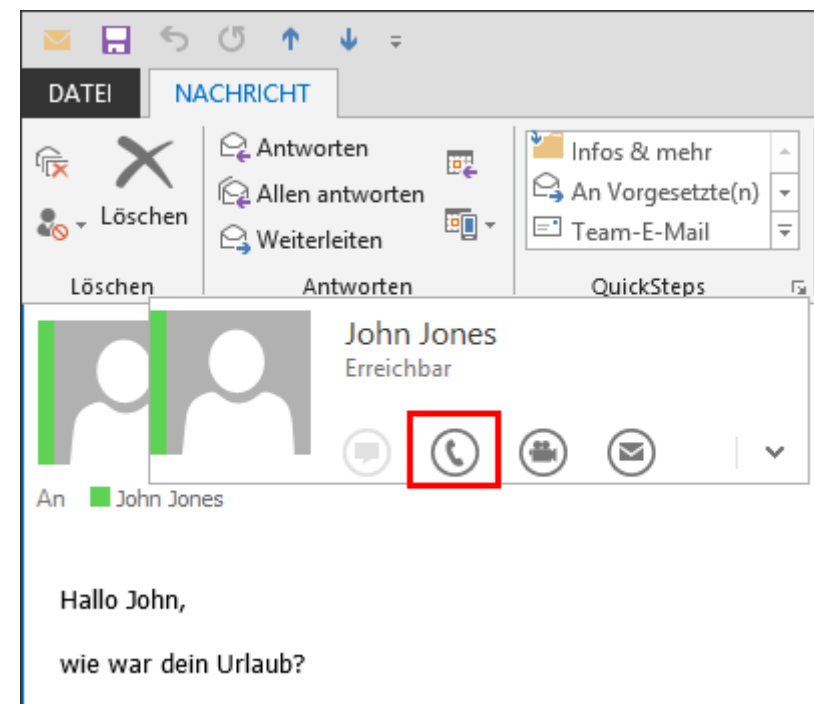 DATEI NACHRICHT
Löschen
Antworten
Allen antworten
Weiterleiten
Infos & mehr
An Vorgesetzte(n)
Team-E-Mail
Löschen Antworten QuickSteps
John Jones
Erreichbar
An John Jones
Hallo John,
wie war dein Urlaub?